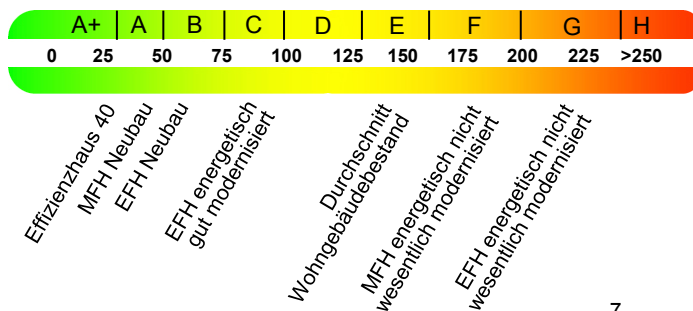 A+ A B C D E F G H
0 25 50 75 100 125 150 175 200 225 >250
Effizienzhaus 40
MFH Neubau
EFH Neubau
EFH energetisch
gut modernisiert
Durchschnitt
Wohngebäudebestand
MFH energetisch nicht
wesentlich modernisiert
EFH energetisch nicht
wesentlich modernisiert
7